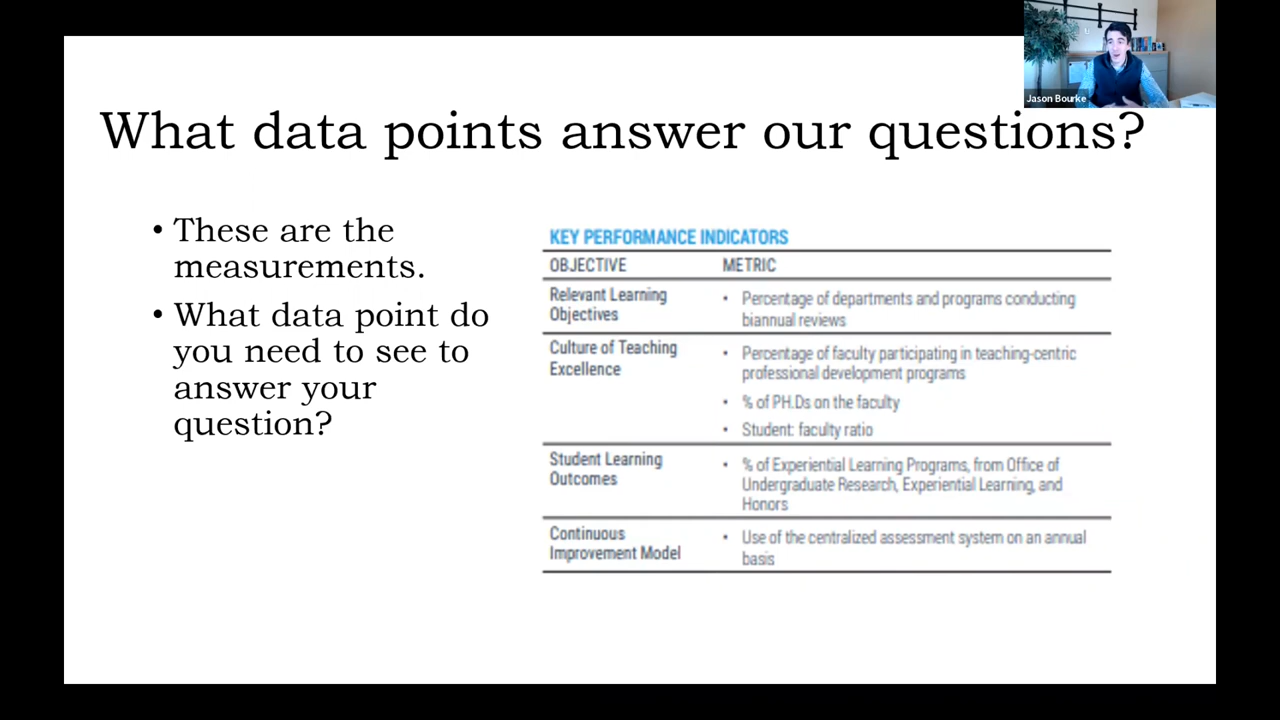 Jason Bourke
What data points answer our questions?
• These are the
measurements.
• What data point do
you need to see to
answer your
question?
KEY PERFORMANCE INDICATORS
OBJECTIVE METRIC
Relevant Learning
Objectives
• Percentage of departments and programs conducting
biannual reviews
Culture of Teaching
Excellence
• Percentage of faculty participating in teaching-centric
professional development programs
• % of PH.Ds on the faculty
• Student: faculty ratio
Student Learning
Outcomes
• % of Experiential Learning Programs, from Office of
Undergraduate Research, Experiential Learning, and
Honors
Continuous
Improvement Model
• Use of the centralized assessment system on an annual
basis